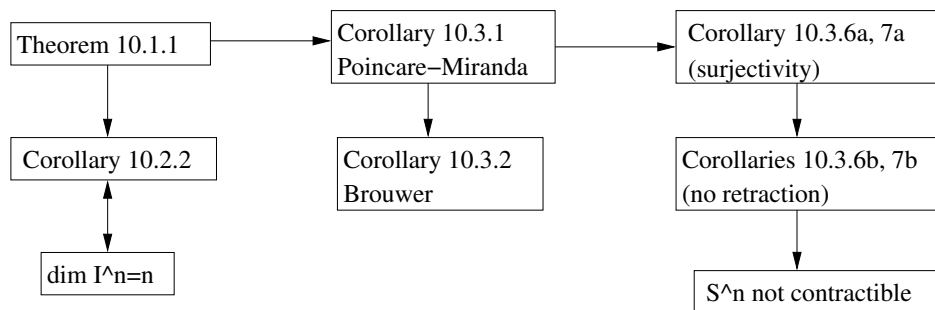 Theorem 10.1.1
Corollary 10.3.1
Poincare−Miranda
Corollary 10.3.6a, 7a
(surjectivity)
Corollary 10.2.2
Corollary 10.3.2
Brouwer
Corollaries 10.3.6b, 7b
(no retraction)
dim I^n=n
S^n not contractible